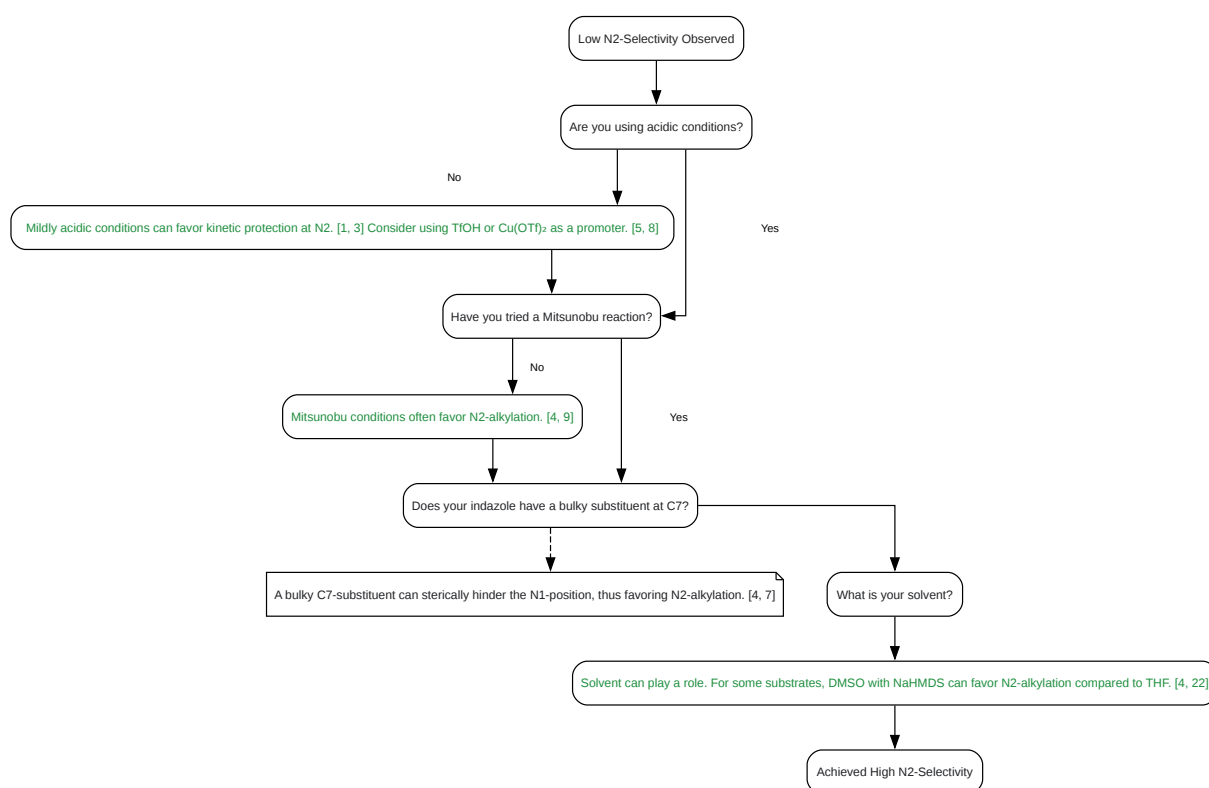 Low N2-Selectivity Observed
Are you using acidic conditions?
No
Mildly acidic conditions can favor kinetic protection at N2. [1, 3] Consider using TfOH or Cu(OTf)₂ as a promoter. [5, 8]
Yes
Have you tried a Mitsunobu reaction?
No
Mitsunobu conditions often favor N2-alkylation. [4, 9]
Yes
Does your indazole have a bulky substituent at C7?
A bulky C7-substituent can sterically hinder the N1-position, thus favoring N2-alkylation. [4, 7]
What is your solvent?
Solvent can play a role. For some substrates, DMSO with NaHMDS can favor N2-alkylation compared to THF. [4, 22]
Achieved High N2-Selectivity